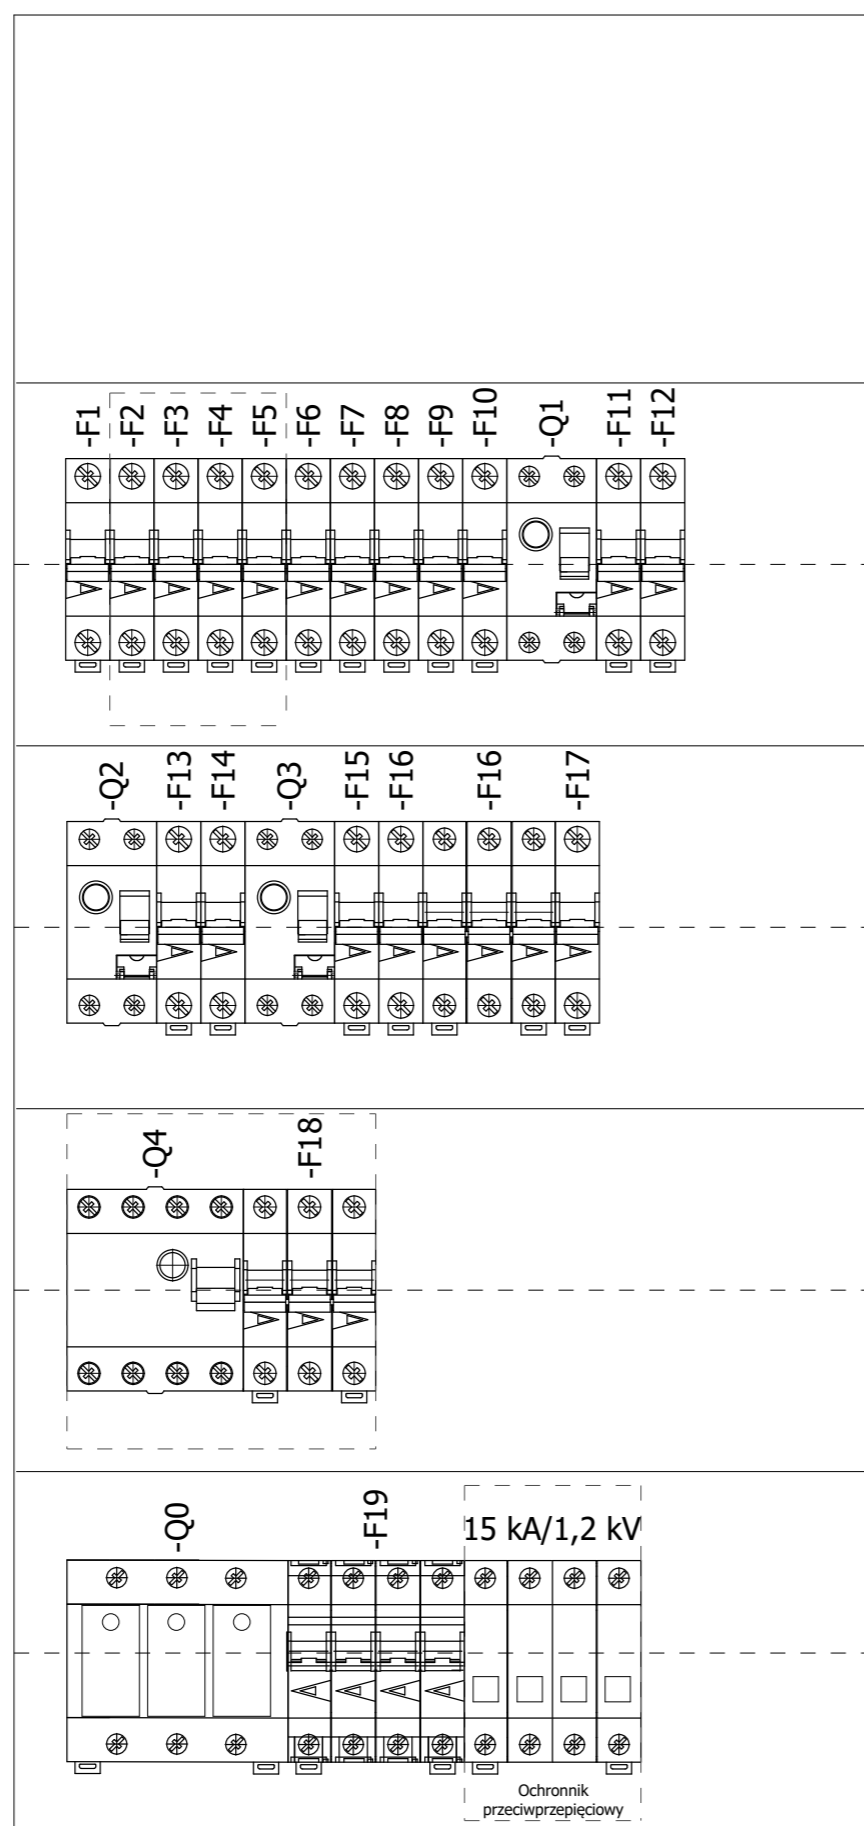 -F1 -F2 -F3 -F4 -F5 -F6 -F7 -F8 -F9 -F10 -Q1 -F11 -F12
-Q2 -F13 -F14 -Q3 -F15 -F16 -F16 -F17
-Q4 -F18
-Q0 -F19 15 kA/1,2 kV
Ochronnik
przeciwprzepięciowy